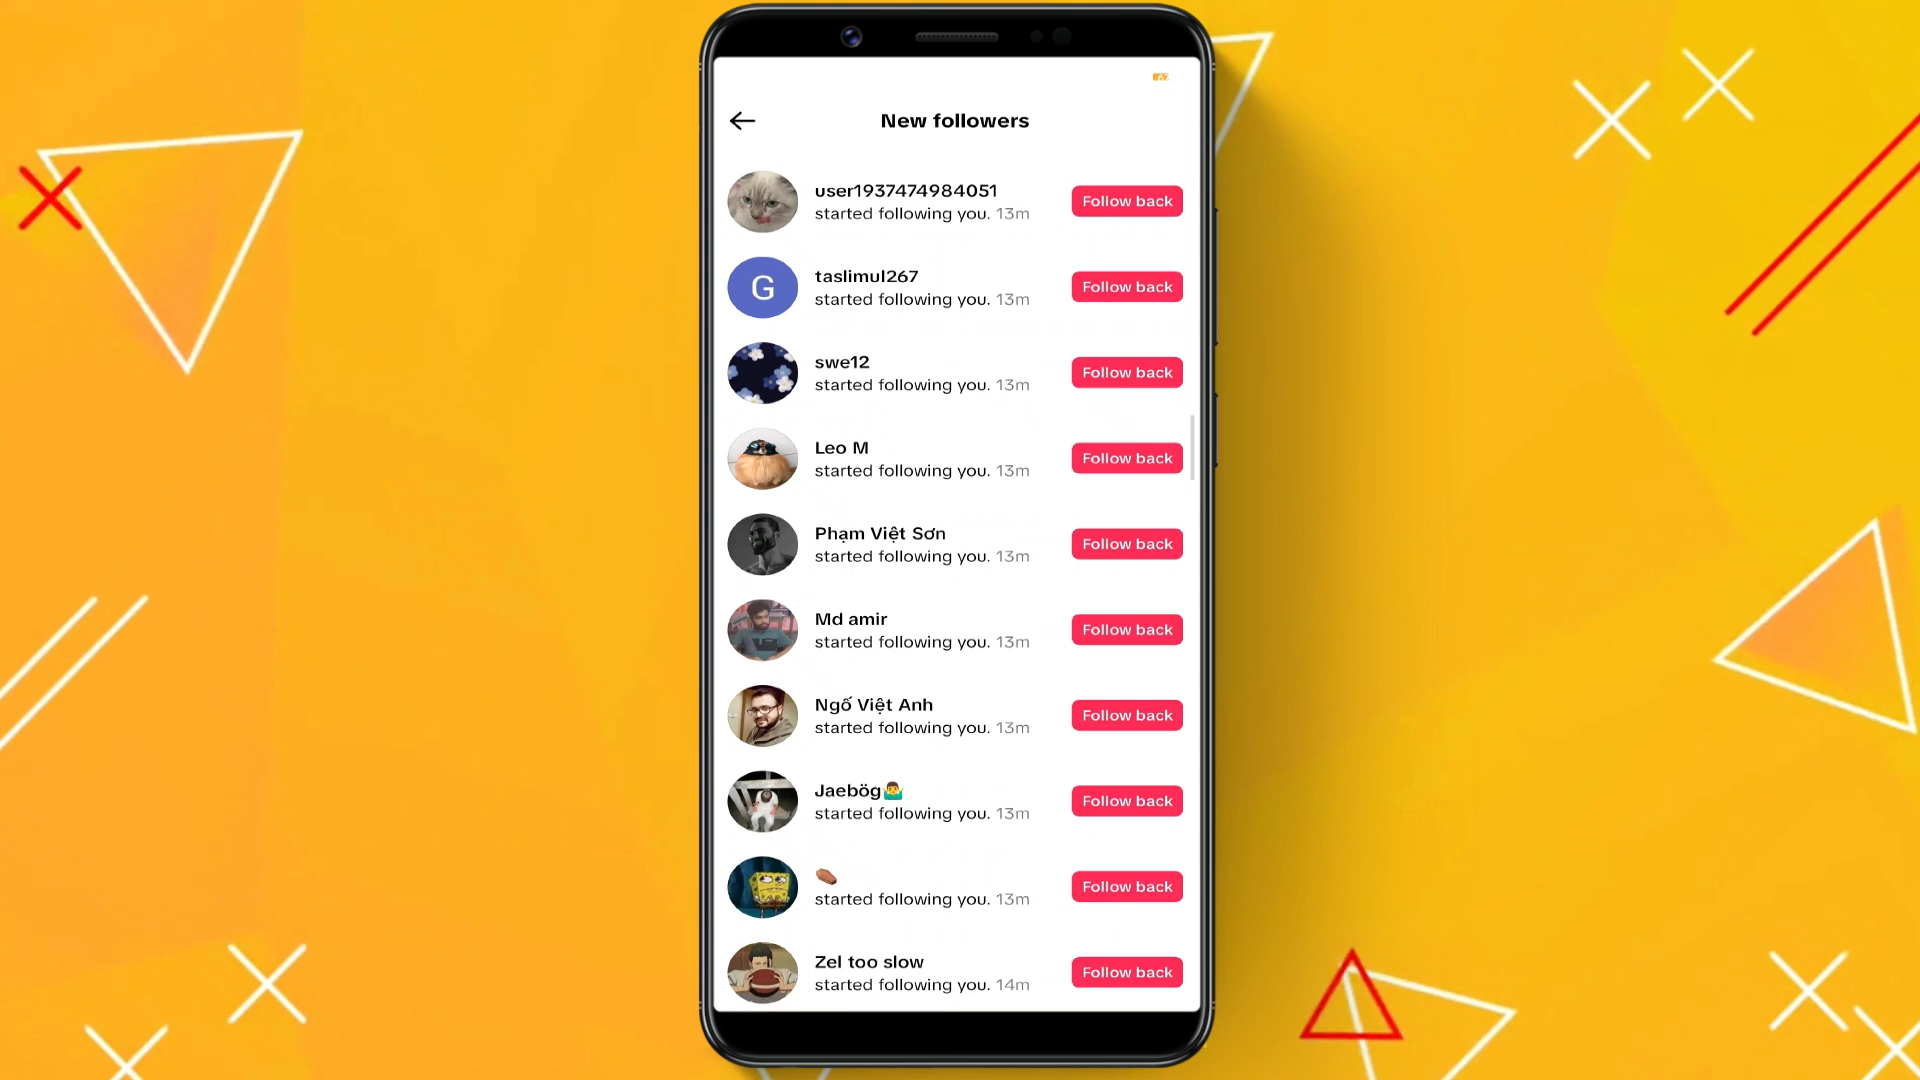 New followers
user1937474984051
started following you. 13m
Follow back
G
taslimul267
started following you. 13m
Follow back
swe12
started following you. 13m
Follow back
Leo M
started following you. 13m
Follow back
Phạm Việt Sơn
started following you. 13m
Follow back
Md amir
started following you. 13m
Follow back
Ngố Việt Anh
started following you. 13m
Follow back
Jaebög🤷‍♂️
started following you. 13m
Follow back
⚰️
started following you. 13m
Follow back
Zel too slow
started following you. 14m
Follow back